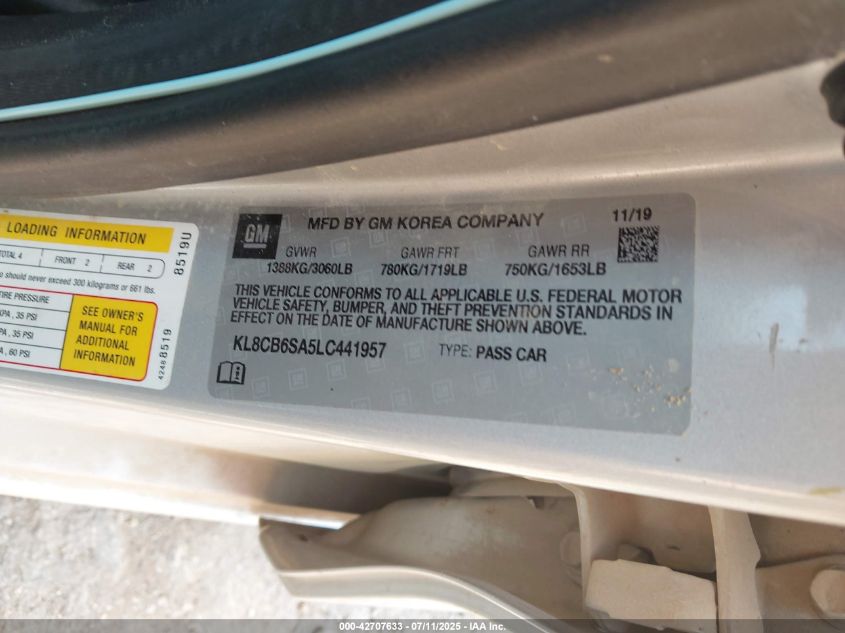 LOADING INFORMATION
TOTAL 4 FRONT 2 REAR 2
should never exceed 300 kilograms or 661 lbs.
TIRE PRESSURE
KPA, 35 PSI
PA, 35 PSI
A, 60 PSI
SEE OWNER'S
MANUAL FOR
ADDITIONAL
INFORMATION
8519U
42488519
GM
MFD BY GM KOREA COMPANY 11/19
GVWR GAWR FRT GAWR RR
1388KG/3060LB 780KG/1719LB 750KG/1653LB
THIS VEHICLE CONFORMS TO ALL APPLICABLE U.S. FEDERAL MOTOR
VEHICLE SAFETY, BUMPER, AND THEFT PREVENTION STANDARDS IN
EFFECT ON THE DATE OF MANUFACTURE SHOWN ABOVE.
KL8CB6SA5LC441957 TYPE: PASS CAR
000-42707633 - 07/11/2025 - IAA Inc.